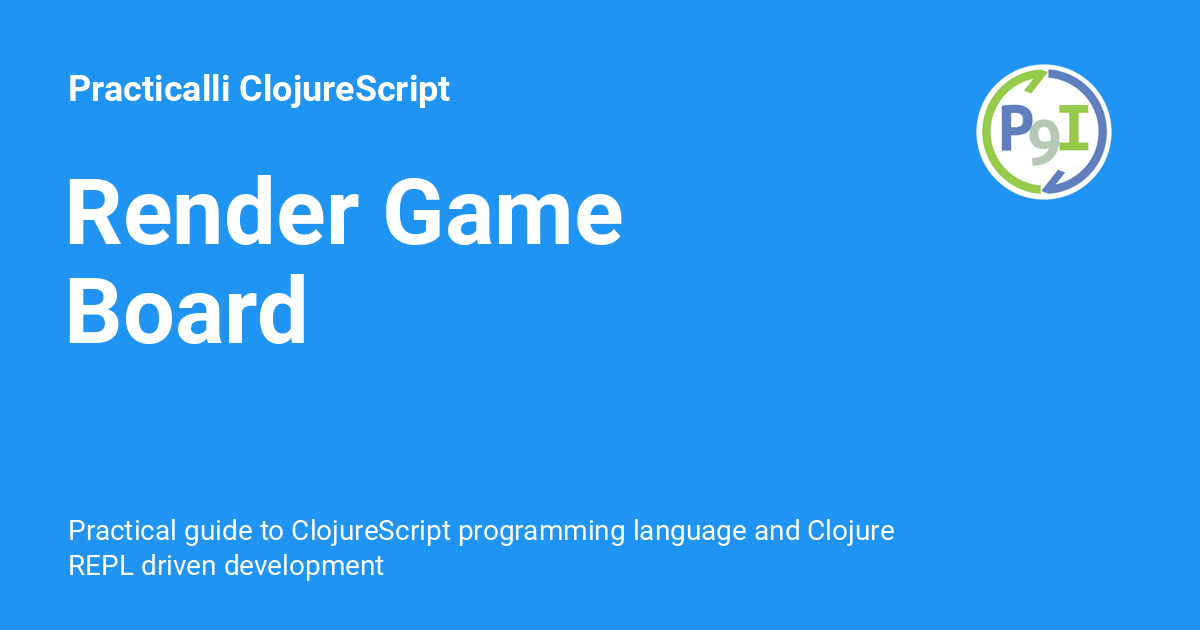 Practicalli ClojureScript
P9I
Render Game
Board
Practical guide to ClojureScript programming language and Clojure
REPL driven development